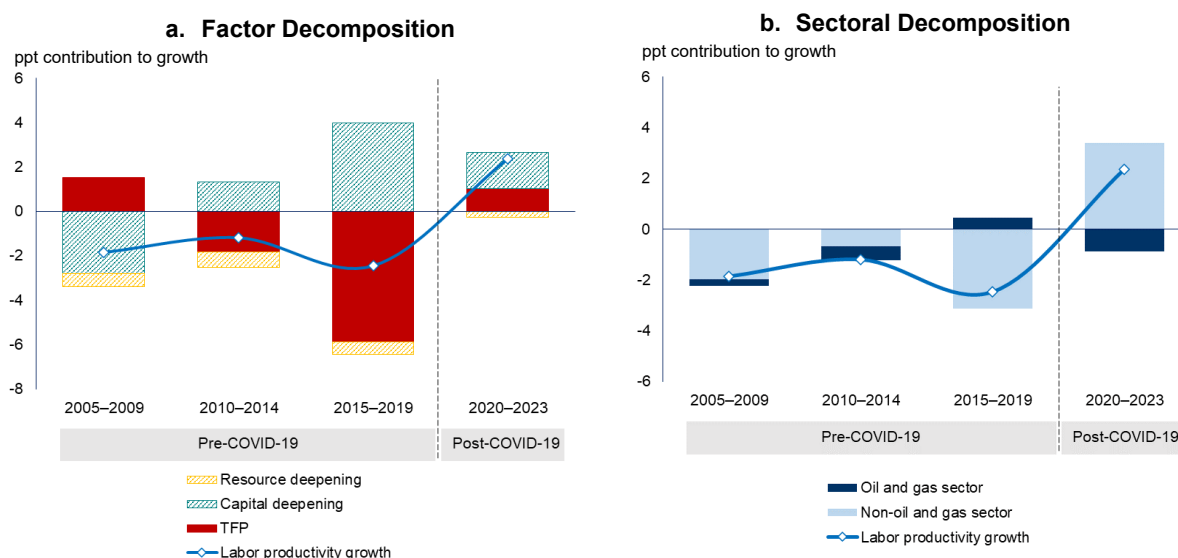 a. Factor Decomposition
ppt contribution to growth
6
4
2
0
-2
-4
-6
-8
2005–2009
2010–2014
2015–2019
2020–2023
Pre-COVID-19
Post-COVID-19
Resource deepening
Capital deepening
TFP
Labor productivity growth
b. Sectoral Decomposition
ppt contribution to growth
6
4
2
0
-2
-4
-6
2005–2009
2010–2014
2015–2019
2020–2023
Pre-COVID-19
Post-COVID-19
Oil and gas sector
Non-oil and gas sector
Labor productivity growth